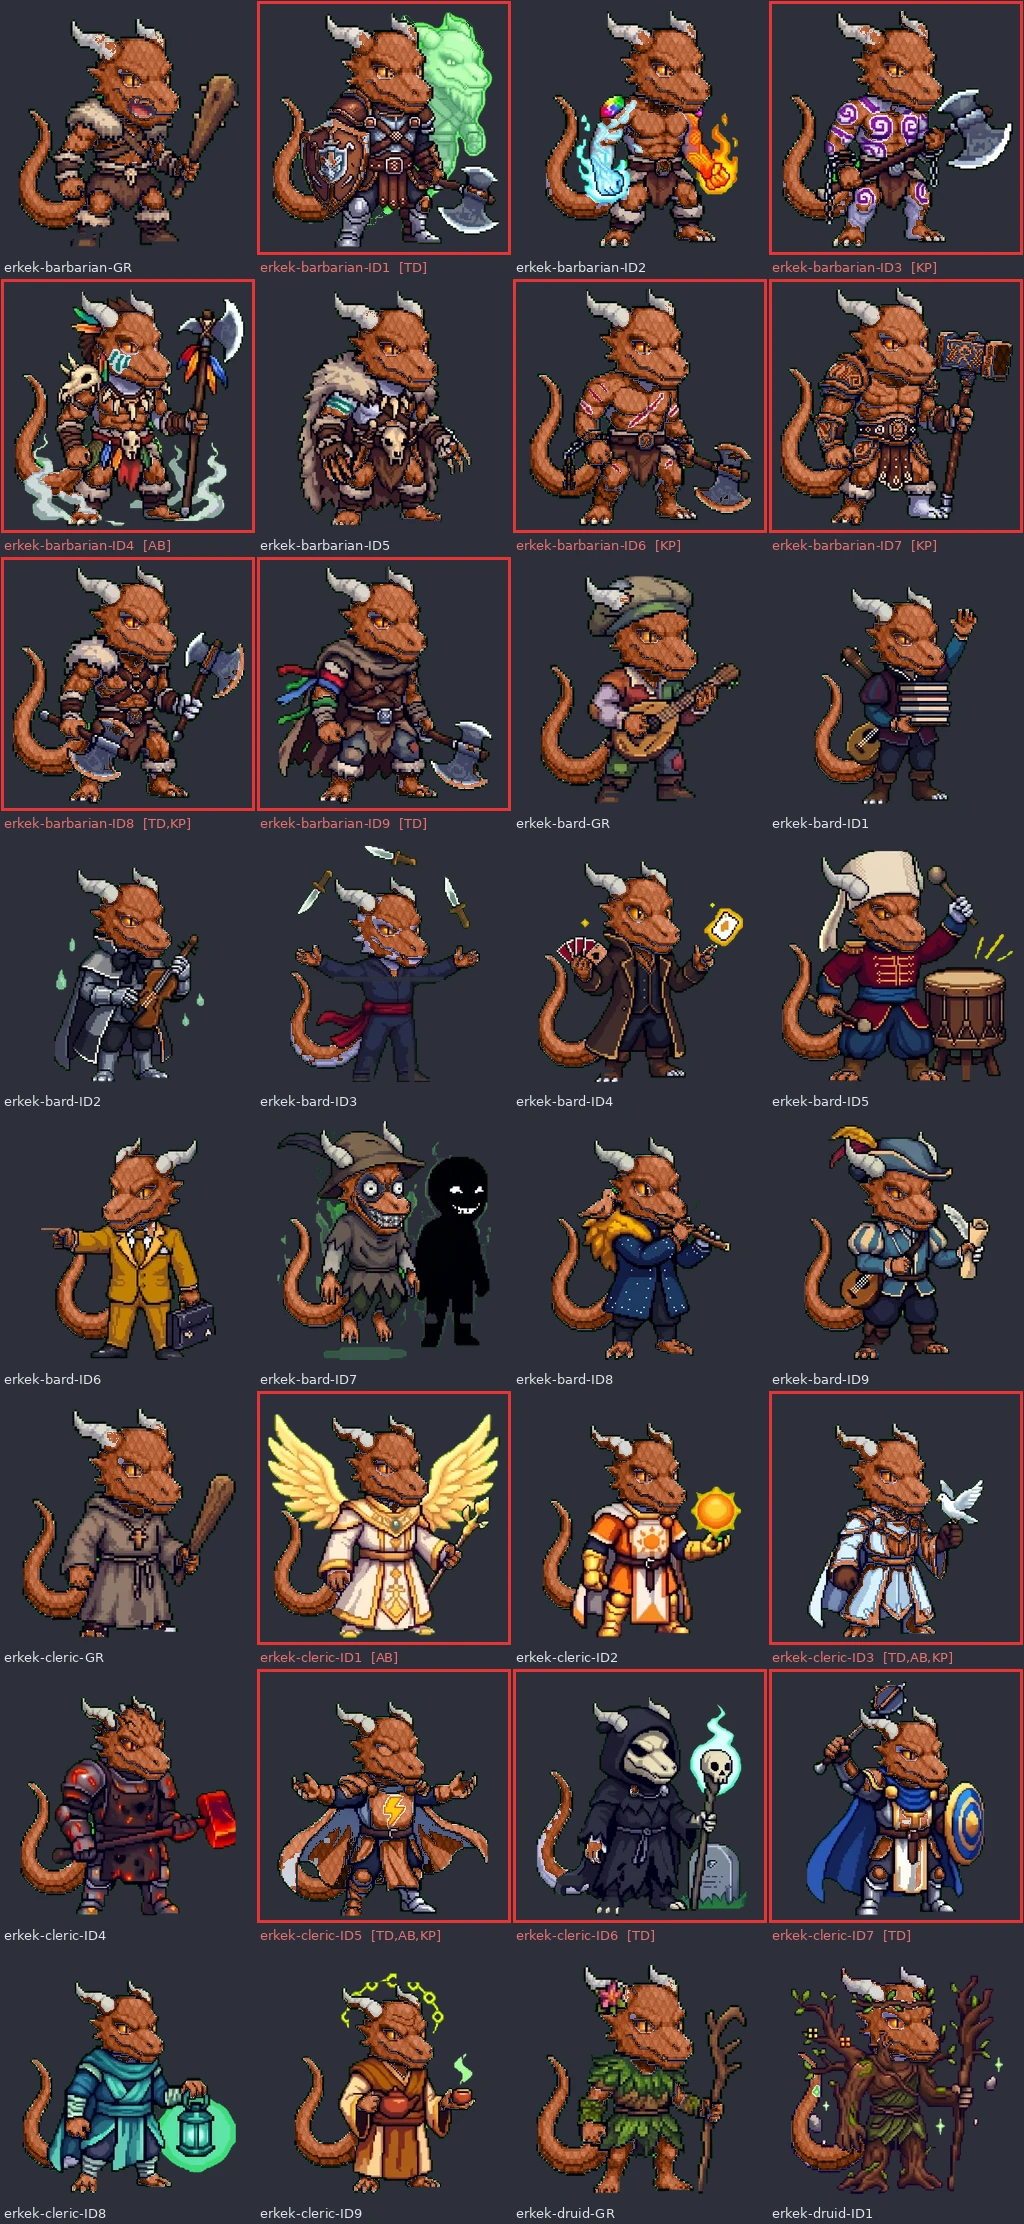 erkek-barbarian-GR
erkek-barbarian-ID1 [TD]
erkek-barbarian-ID2
erkek-barbarian-ID3 [KP]
erkek-barbarian-ID4 [AB]
erkek-barbarian-ID5
erkek-barbarian-ID6 [KP]
erkek-barbarian-ID7 [KP]
erkek-barbarian-ID8 [TD,KP]
erkek-barbarian-ID9 [TD]
erkek-bard-GR
erkek-bard-ID1
erkek-bard-ID2
erkek-bard-ID3
erkek-bard-ID4
erkek-bard-ID5
erkek-bard-ID6
erkek-bard-ID7
erkek-bard-ID8
erkek-bard-ID9
erkek-cleric-GR
erkek-cleric-ID1 [AB]
erkek-cleric-ID2
erkek-cleric-ID3 [TD,AB,KP]
erkek-cleric-ID4
erkek-cleric-ID5 [TD,AB,KP]
erkek-cleric-ID6 [TD]
erkek-cleric-ID7 [TD]
erkek-cleric-ID8
erkek-cleric-ID9
erkek-druid-GR
erkek-druid-ID1